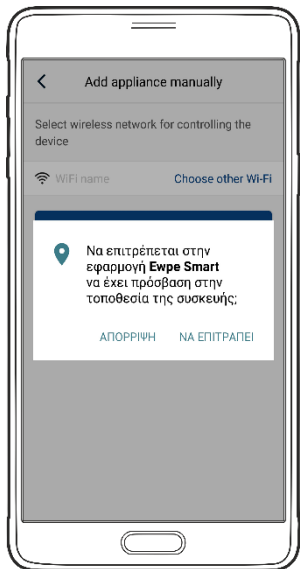 Add appliance manually
Select wireless network for controlling the
device
WiFi name Choose other Wi-Fi
Να επιτρέπεται στην
εφαρμογή Ewpe Smart
να έχει πρόσβαση στην
τοποθεσία της συσκευής;
ΑΠΟΡΡΙΨΗ ΝΑ ΕΠΙΤΡΑΠΕΙ